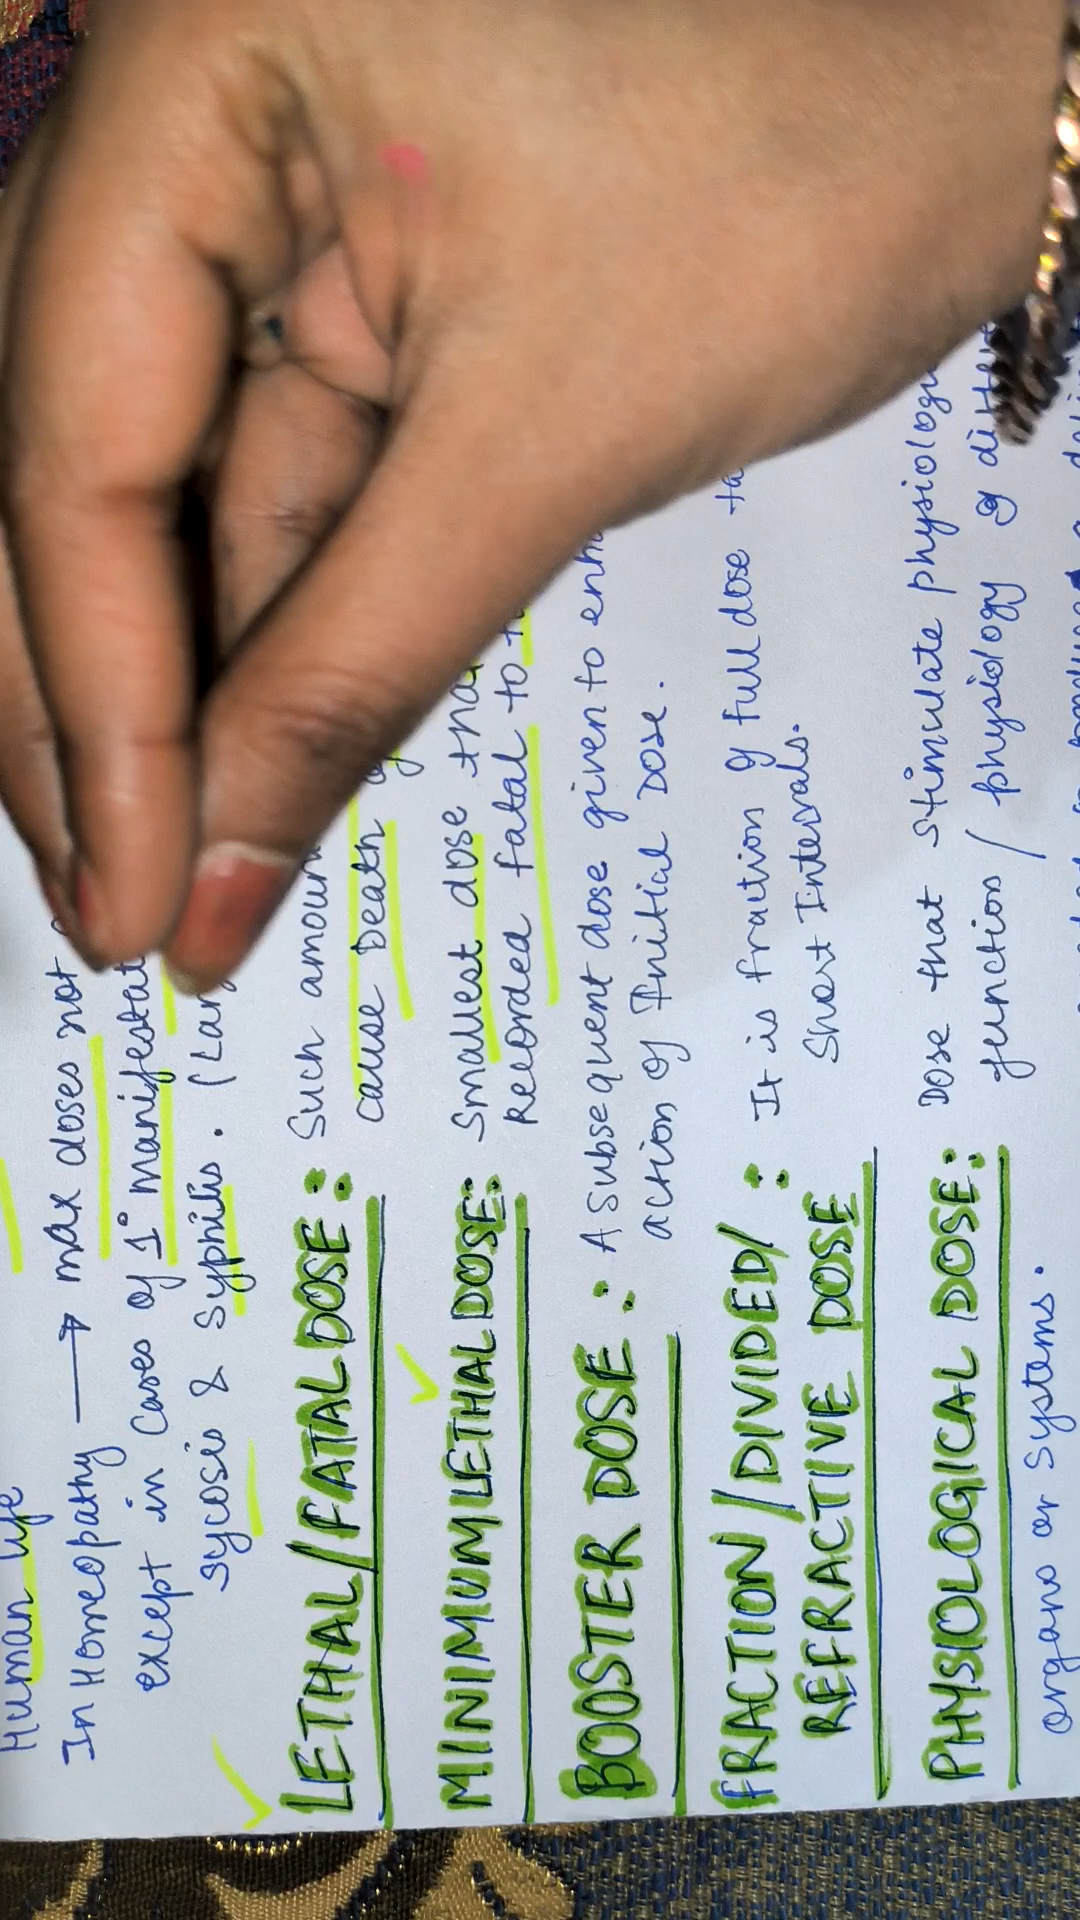 Human life
In Homeopathy → max doses not
except in Cases of 1° Manifestat
sycosis & Syphilis. (Lar
LETHAL/FATAL DOSE: Such amoun
cause Death
MINIMUM LETHAL DOSE: Smallest dose tha
Recorded fatal to
BOOSTER DOSE: A subsequent dose given to enh
action of Initial Dose.
FRACTION/DIVIDED/: It is fraction of full dose ta
REFRACTIVE DOSE Short Intervals.
PHYSIOLOGICAL DOSE: Dose that stimulate physiologi
function / physiology of differe
organs or Systems.